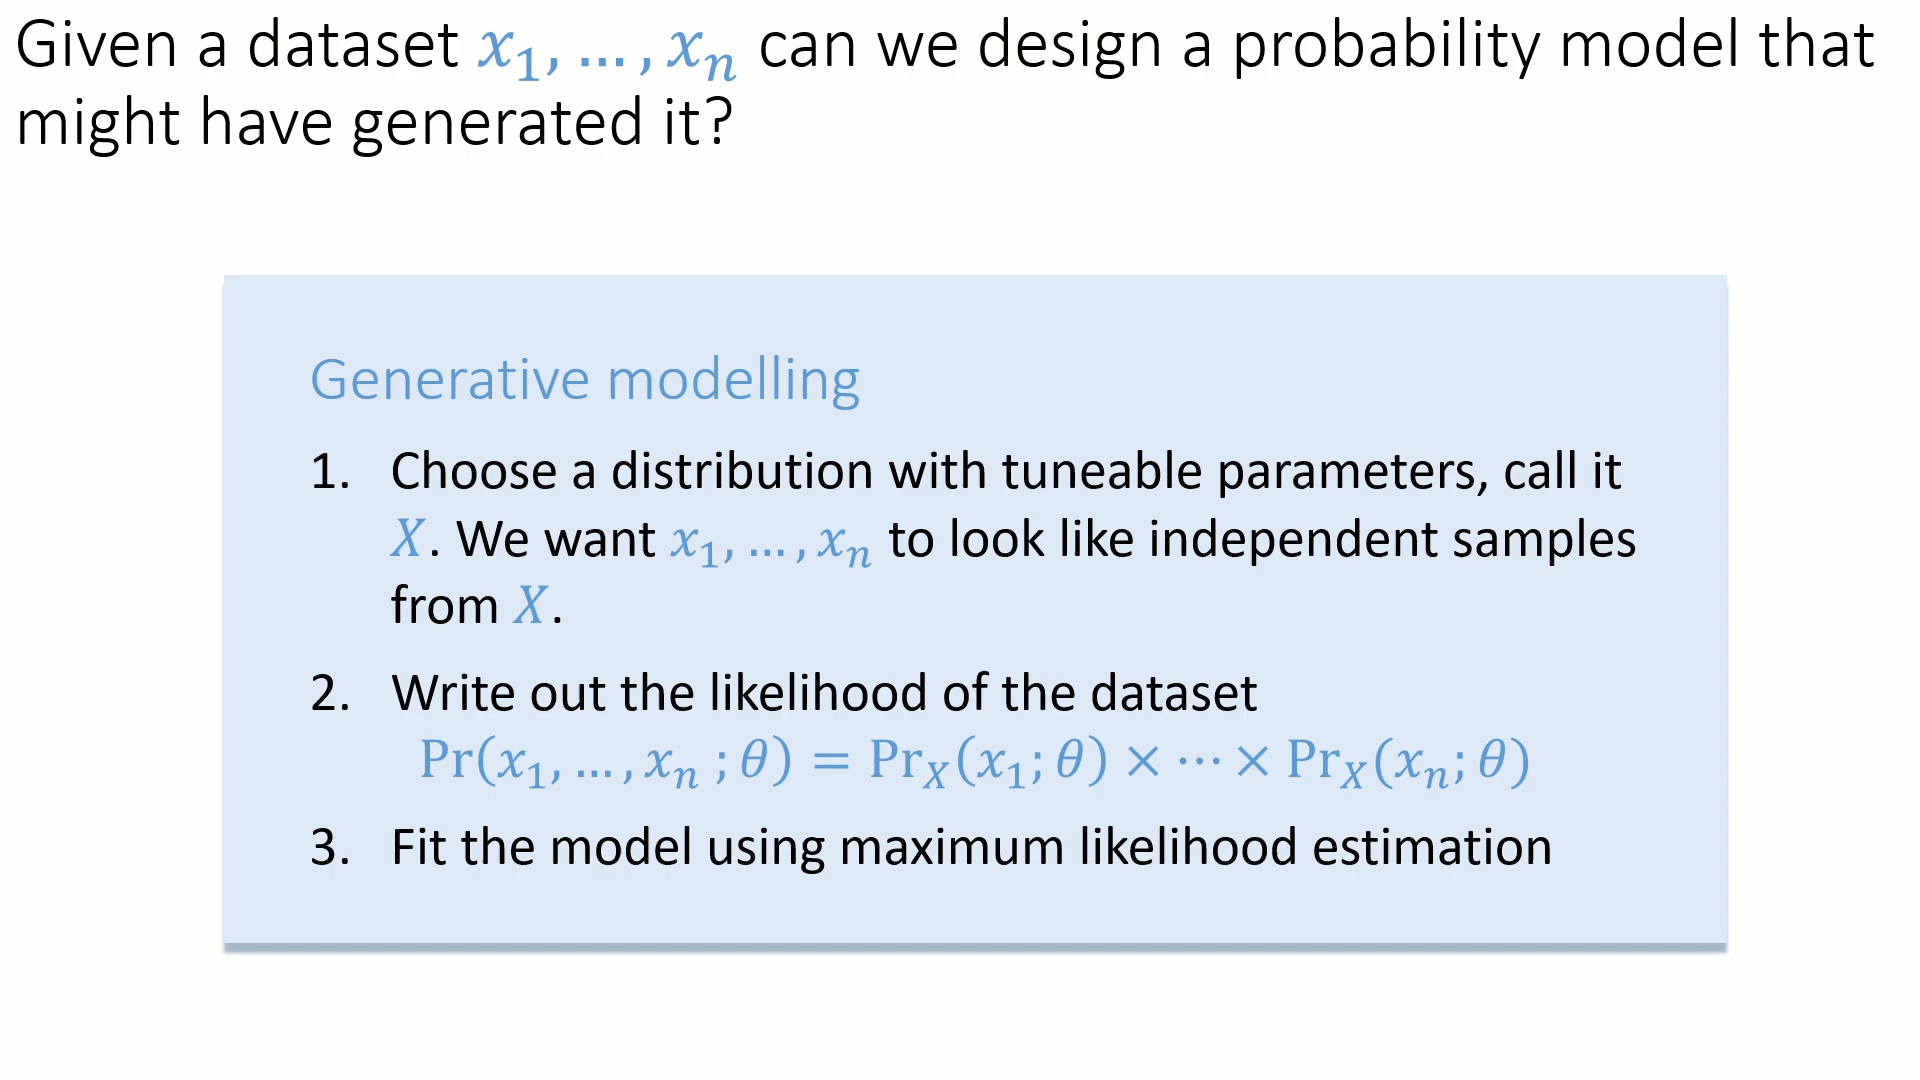 Given a dataset x₁, … , xₙ can we design a probability model that
might have generated it?
Generative modelling
1. Choose a distribution with tuneable parameters, call it
X. We want x₁, … , xₙ to look like independent samples
from X.
2. Write out the likelihood of the dataset
Pr(x₁, … , xₙ ; θ) = Prₓ(x₁; θ) × ⋯ × Prₓ(xₙ; θ)
3. Fit the model using maximum likelihood estimation